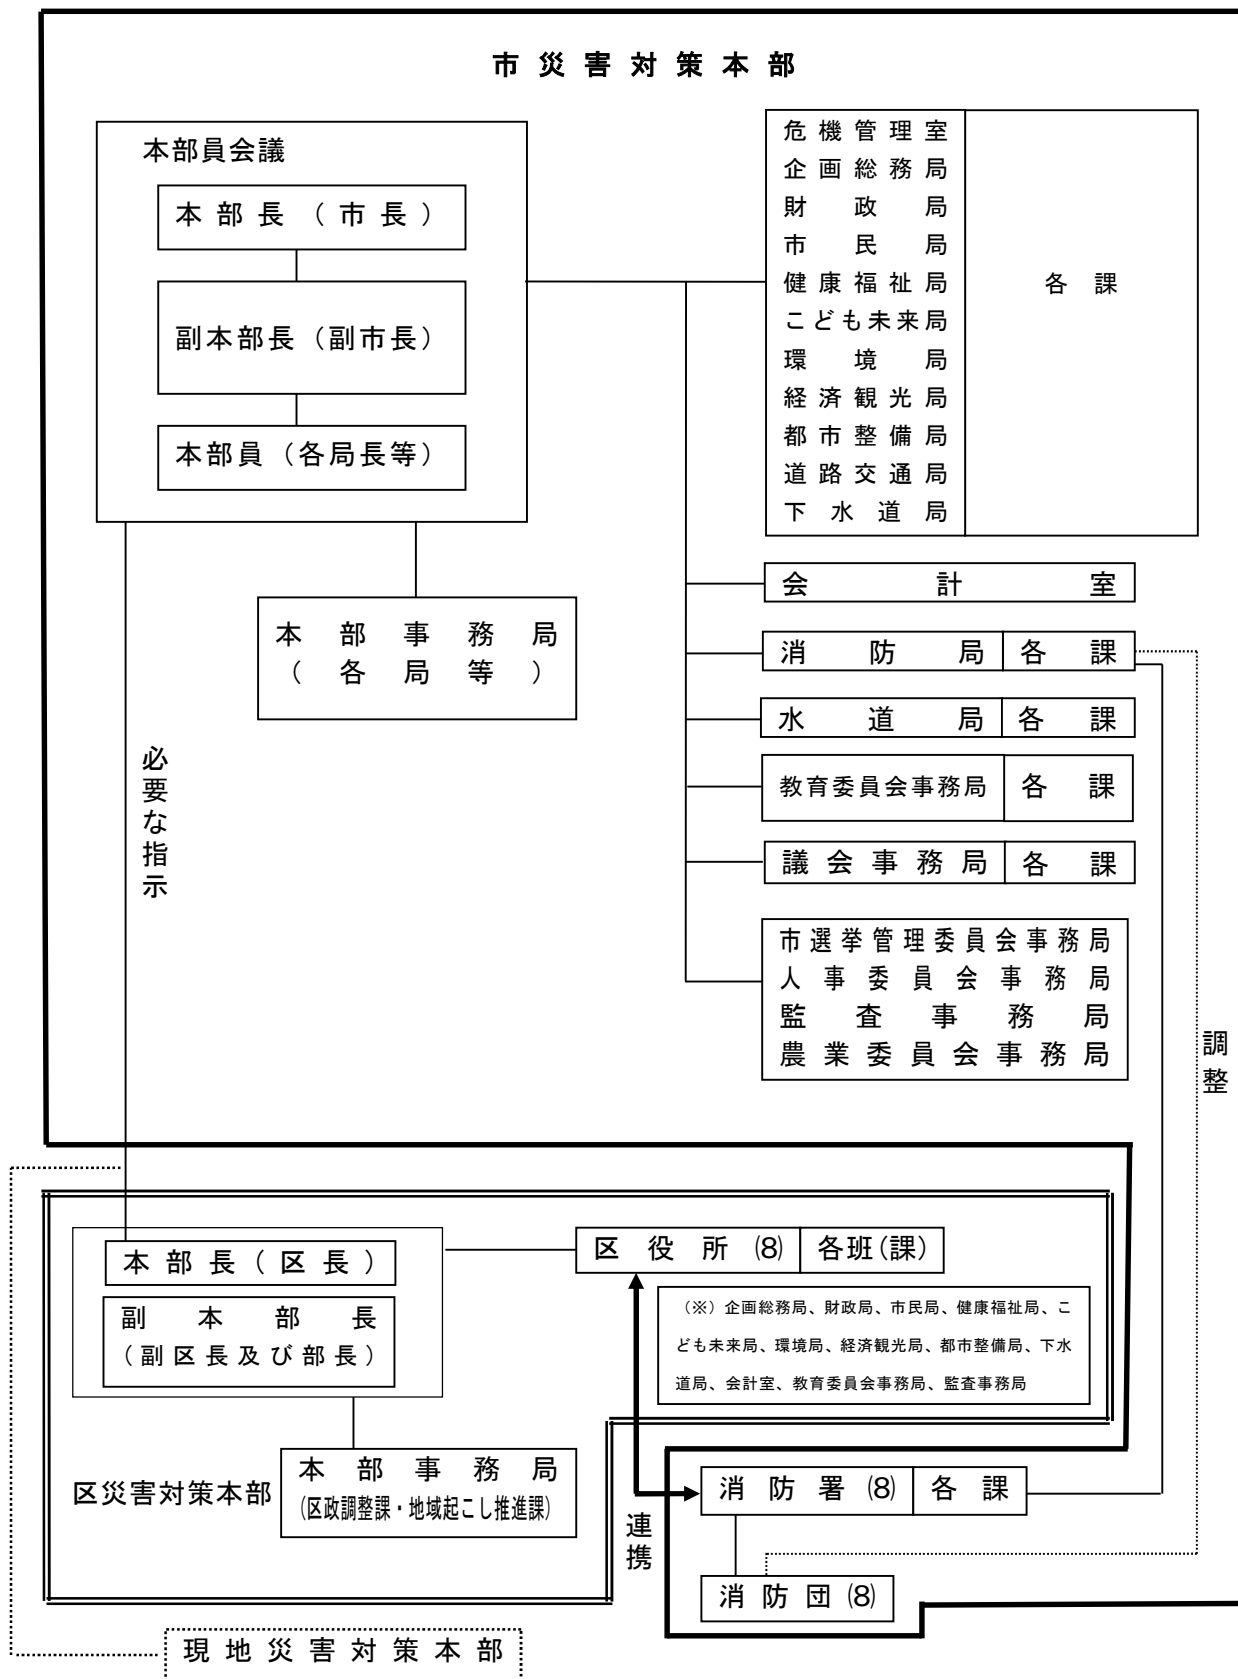 市災害対策本部
本部員会議
本部長（市長）
副本部長（副市長）
本部員（各局長等）
本部事務局
（各局等）
危機管理室
企画総務局
財政局
市民局
健康福祉局
こども未来局
環境局
経済観光局
都市整備局
道路交通局
下水道局
各課
会計室
消防局 各課
水道局 各課
教育委員会事務局 各課
議会事務局 各課
市選挙管理委員会事務局
人事委員会事務局
監査事務局
農業委員会事務局
必要な指示
調整
本部長（区長）
副本部長
（副区長及び部長）
区役所(8) 各班(課)
（※）企画総務局、財政局、市民局、健康福祉局、こ
ども未来局、環境局、経済観光局、都市整備局、下水
道局、会計室、教育委員会事務局、監査事務局
区災害対策本部
本部事務局
(区政調整課・地域起こし推進課)
連携
消防署(8) 各課
消防団(8)
現地災害対策本部